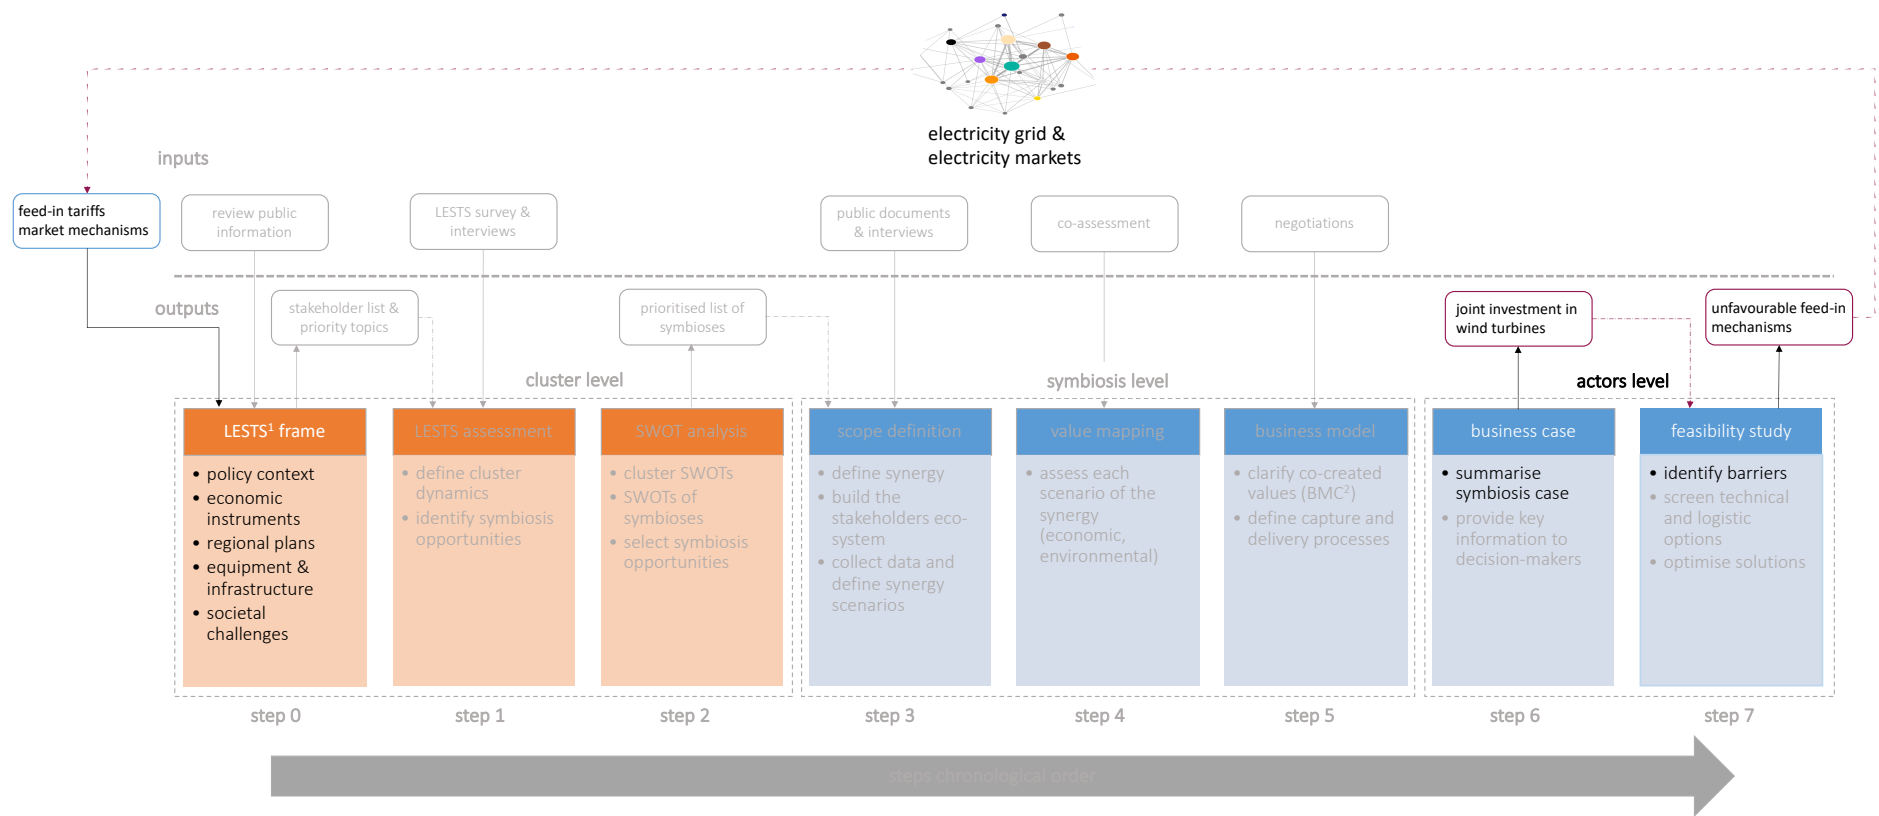 electricity grid &
electricity markets
inputs
feed-in tariffs
market mechanisms
review public
information
LESTS survey &
interviews
public documents
& interviews
co-assessment
negotiations
outputs
stakeholder list &
priority topics
prioritised list of
symbioses
joint investment in
wind turbines
unfavourable feed-in
mechanisms
cluster level
symbiosis level
actors level
LESTS¹ frame
• policy context
• economic
instruments
• regional plans
• equipment &
infrastructure
• societal
challenges
LESTS assessment
• define cluster
dynamics
• identify symbiosis
opportunities
SWOT analysis
• cluster SWOTs
• SWOTs of
symbioses
• select symbiosis
opportunities
scope definition
• define synergy
• build the
stakeholders eco-
system
• collect data and
define synergy
scenarios
value mapping
• assess each
scenario of the
synergy
(economic,
environmental)
business model
• clarify co-created
values (BMC²)
• define capture and
delivery processes
business case
• summarise
symbiosis case
• provide key
information to
decision-makers
feasibility study
• identify barriers
• screen technical
and logistic
options
• optimise solutions
step 0
step 1
step 2
step 3
step 4
step 5
step 6
step 7
steps chronological order